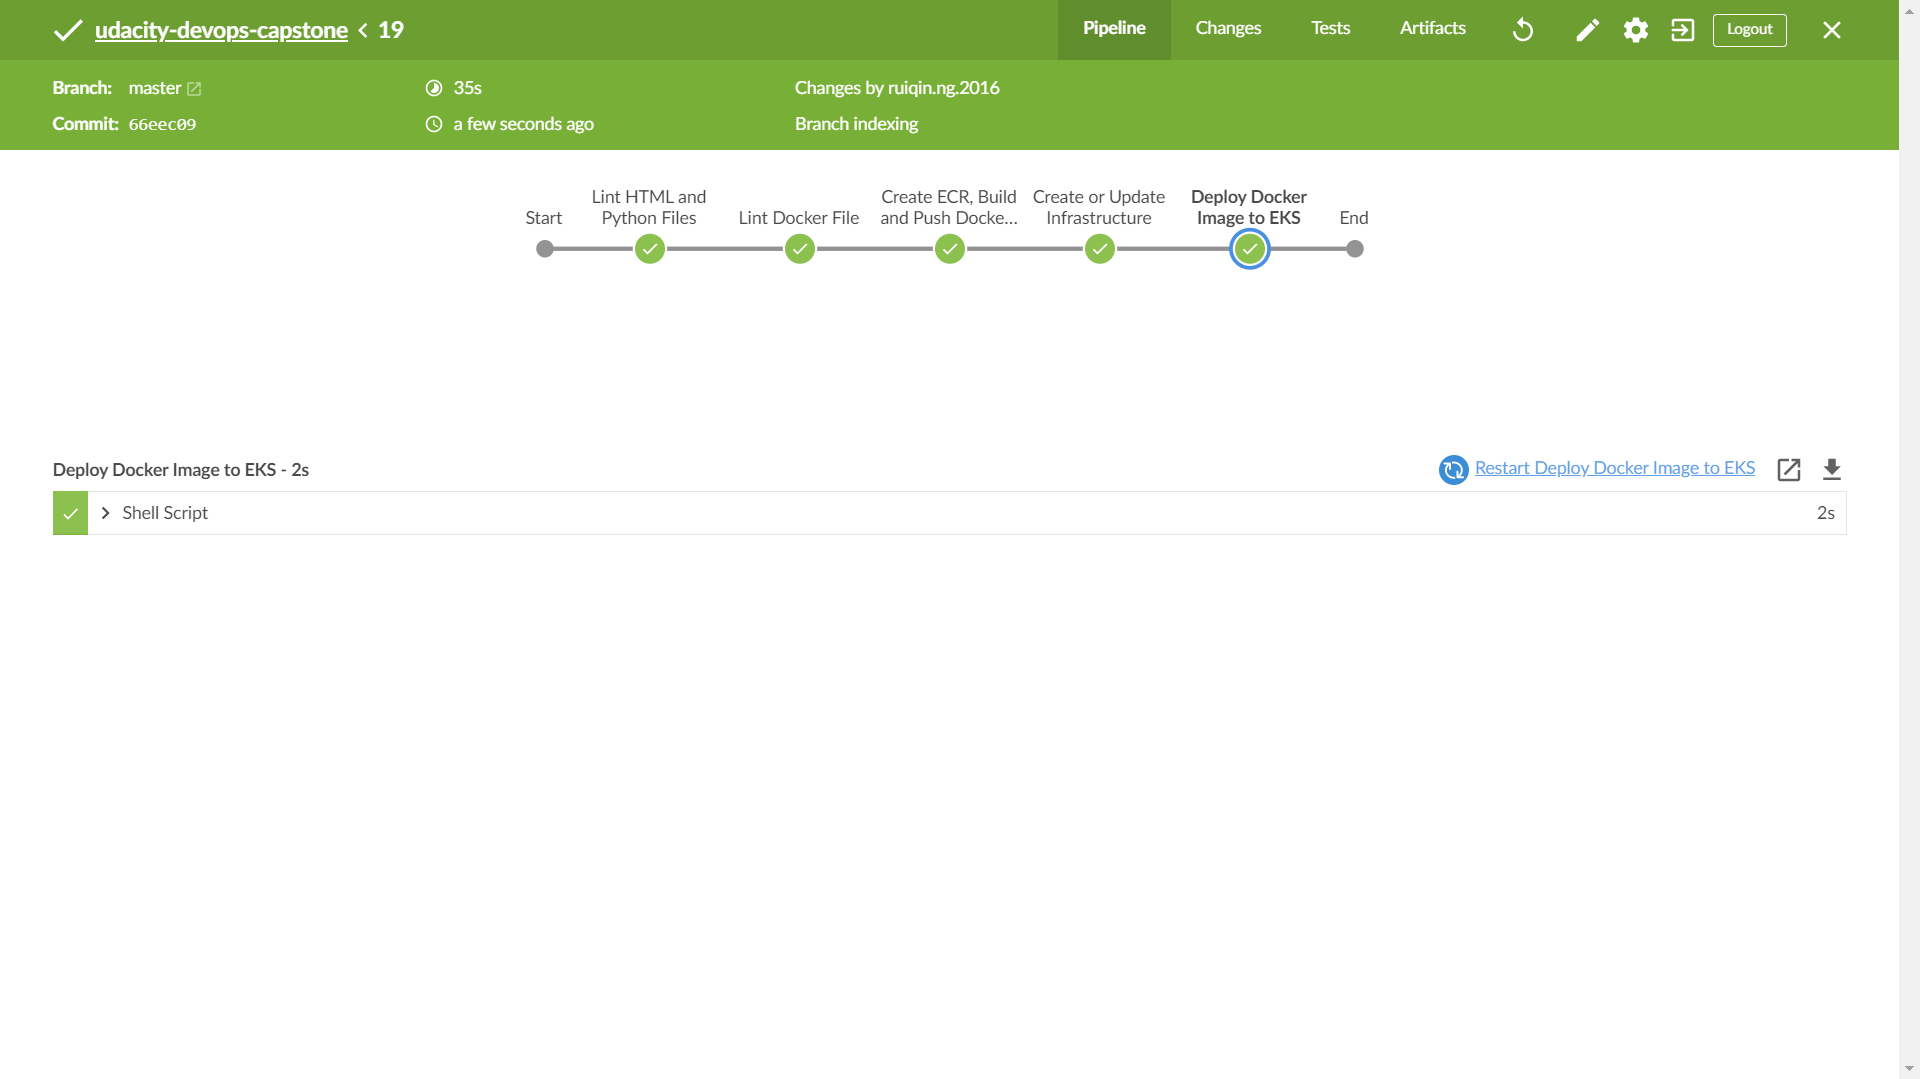 udacity-devops-capstone < 19
Pipeline
Changes
Tests
Artifacts
Logout
Branch: master
35s
Changes by ruiqin.ng.2016
Commit: 66eec09
a few seconds ago
Branch indexing
Start
Lint HTML and
Python Files
Lint Docker File
Create ECR, Build
and Push Docke...
Create or Update
Infrastructure
Deploy Docker
Image to EKS
End
Deploy Docker Image to EKS - 2s
Restart Deploy Docker Image to EKS
Shell Script
2s